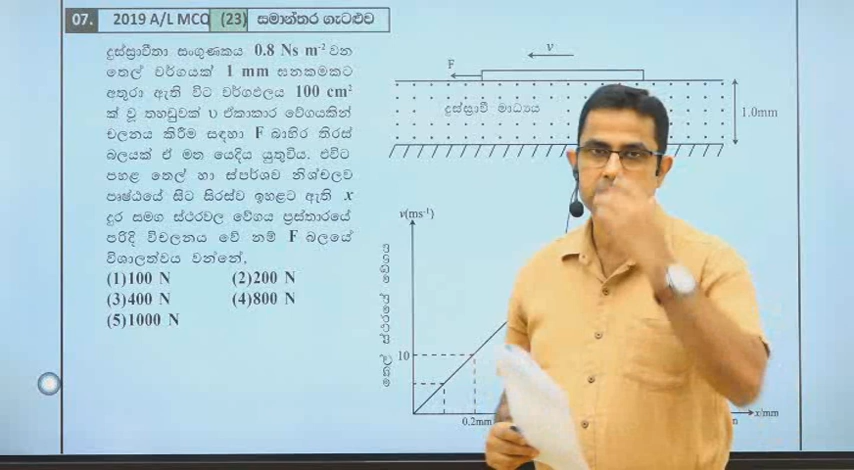 07. 2019 A/L MCQ (23) සමාන්තර ගැටළුව
දුස්ස්‍රාවීතා සංගුණකය 0.8 Ns m⁻² වන
තෙල් වර්ගයක් 1 mm ඝනකමකට
අතුරා ඇති විට වර්ගඵලය 100 cm²
ක් වූ තහඩුවක් υ ඒකාකාර වේගයකින්
චලනය කිරීම සඳහා F බාහිර තිරස්
බලයක් ඒ මත යෙදිය යුතුවිය. එවිට
පහළ තෙල් හා ස්පර්ශව නිශ්චලව
පෘෂ්ඨයේ සිට සිරස්ව ඉහළට ඇති x
දුර සමග ස්ථරවල වේගය ප්‍රස්තාරයේ
පරිදි විචලනය වේ නම් F බලයේ
විශාලත්වය වන්නේ,
(1)100 N (2)200 N
(3)400 N (4)800 N
(5)1000 N
v
F
දුස්ස්‍රාවී මාධ්‍යය
1.0mm
v(ms⁻¹)
10
0.2mm
x/mm